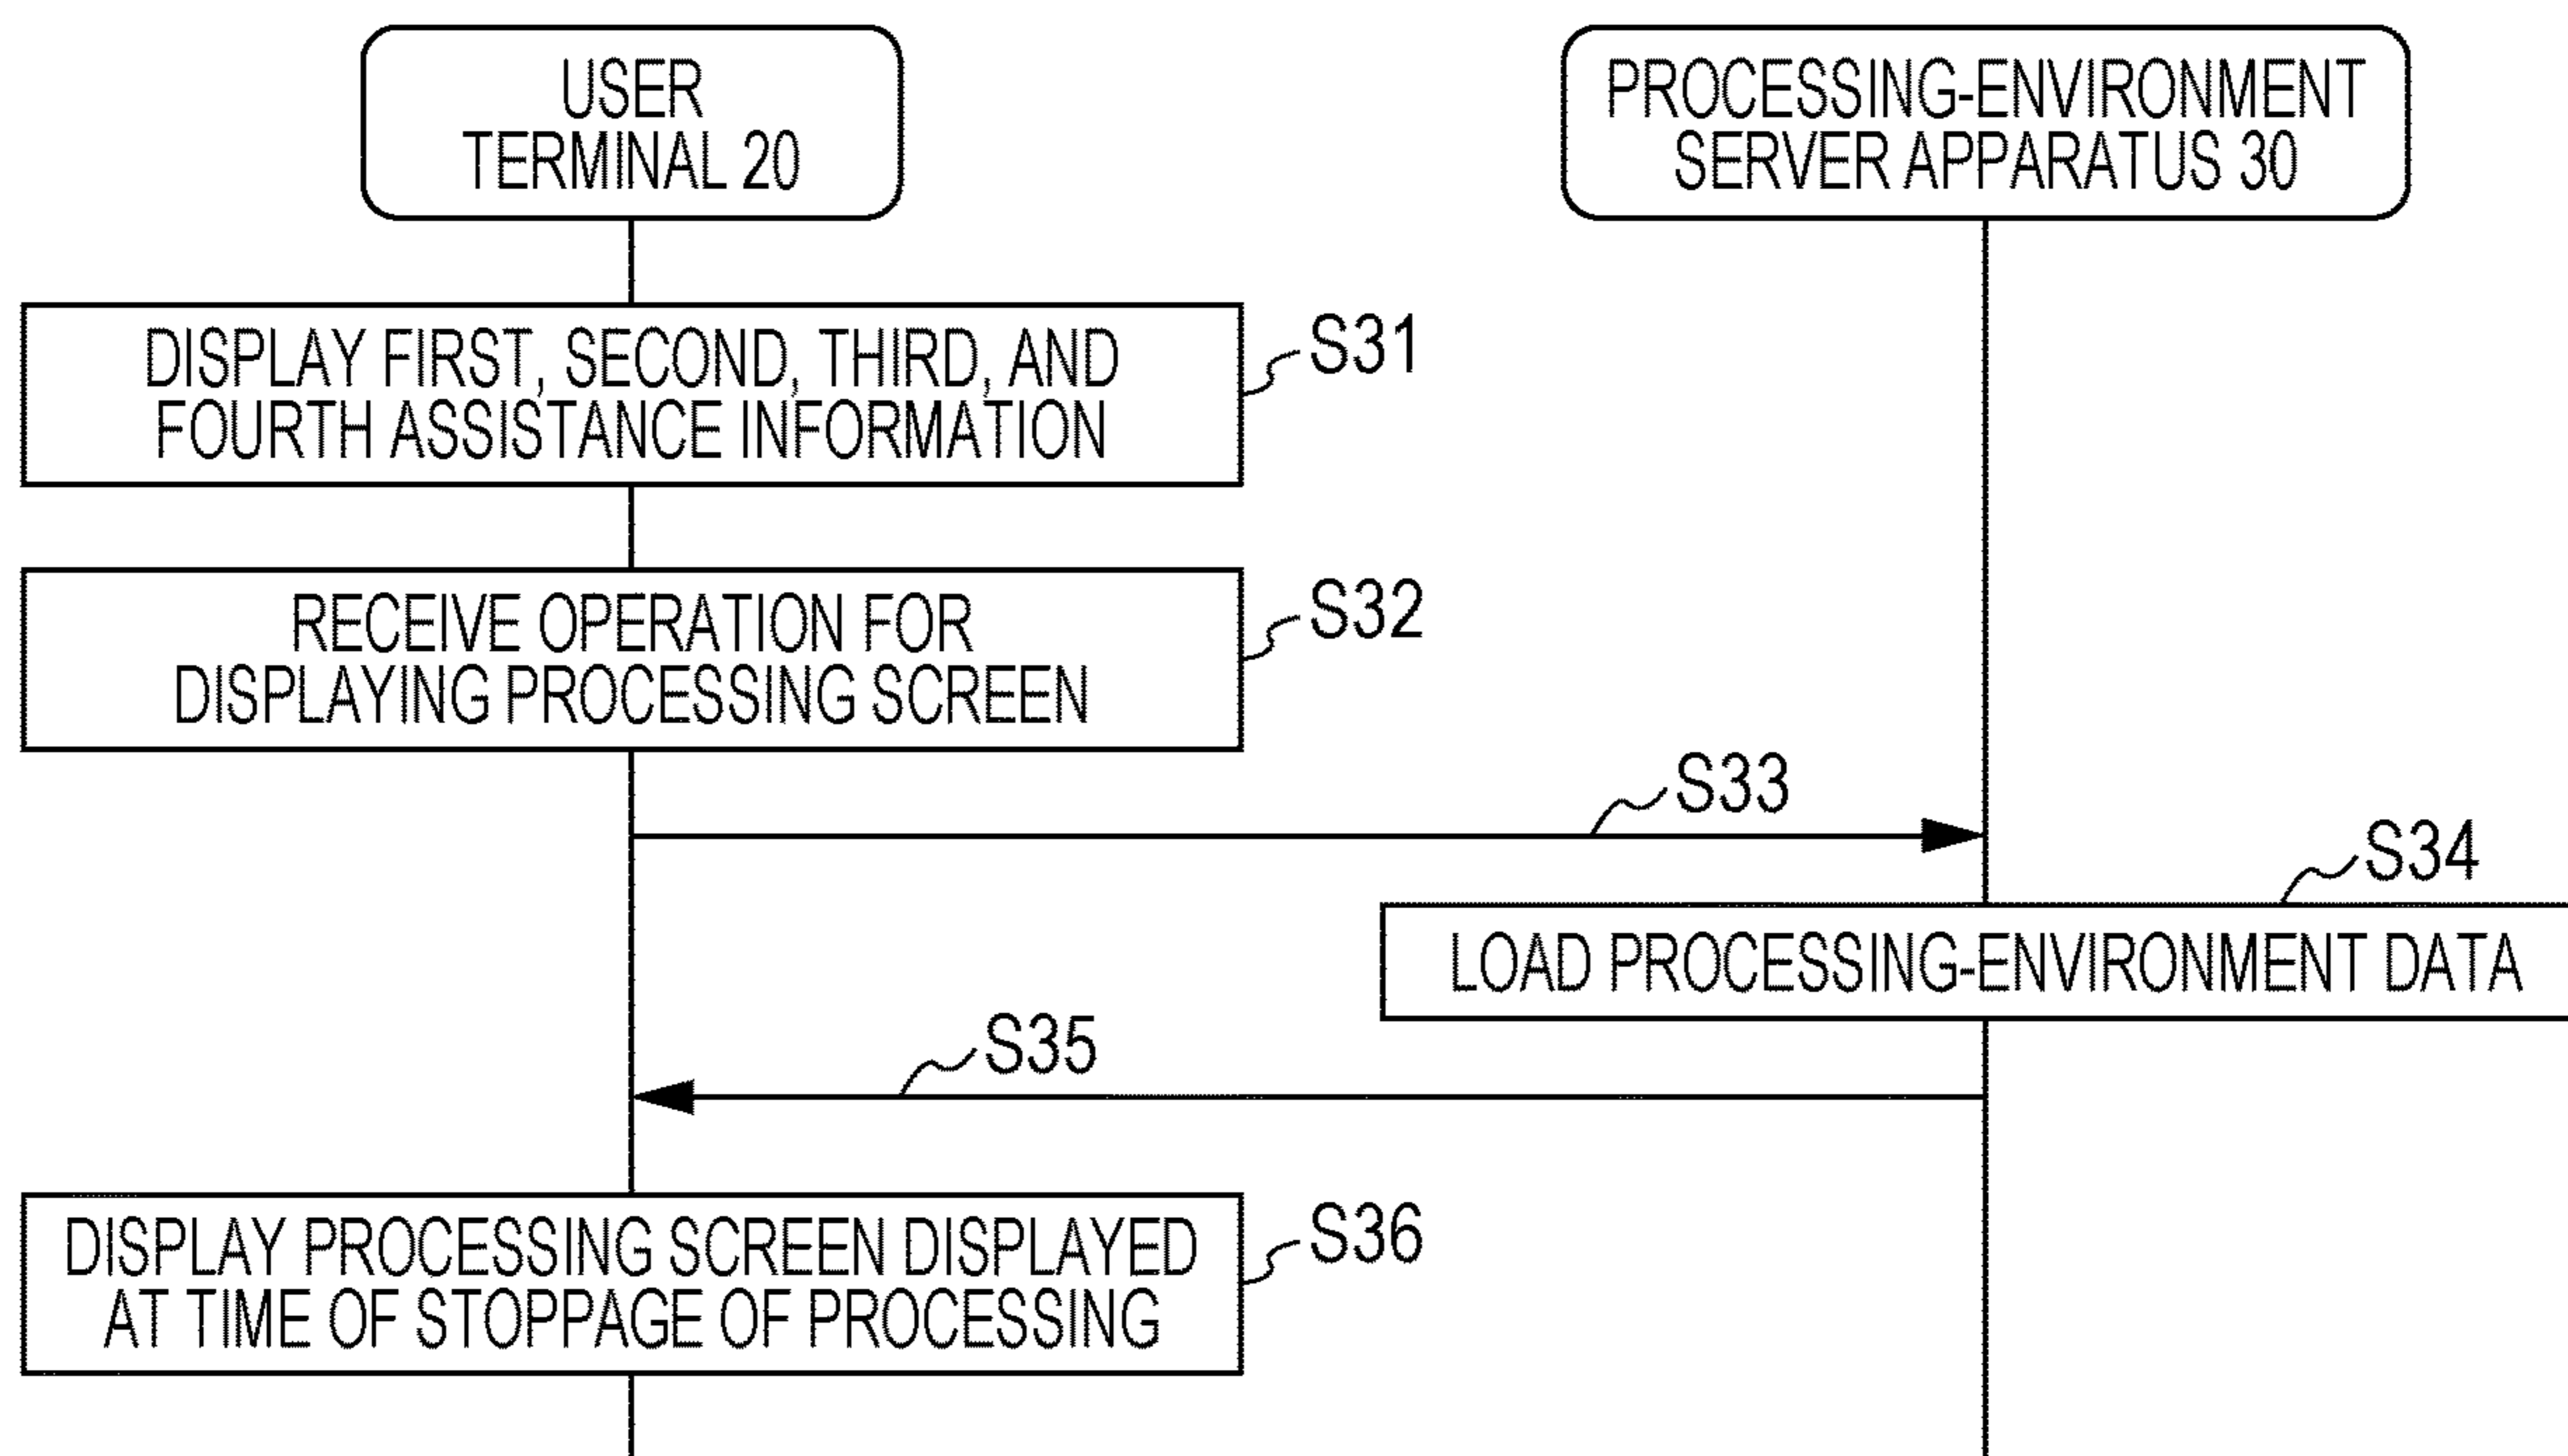 USER
TERMINAL 20
PROCESSING-ENVIRONMENT
SERVER APPARATUS 30
DISPLAY FIRST, SECOND, THIRD, AND
FOURTH ASSISTANCE INFORMATION
S31
RECEIVE OPERATION FOR
DISPLAYING PROCESSING SCREEN
S32
S33
S34
LOAD PROCESSING-ENVIRONMENT DATA
S35
DISPLAY PROCESSING SCREEN DISPLAYED
AT TIME OF STOPPAGE OF PROCESSING
S36